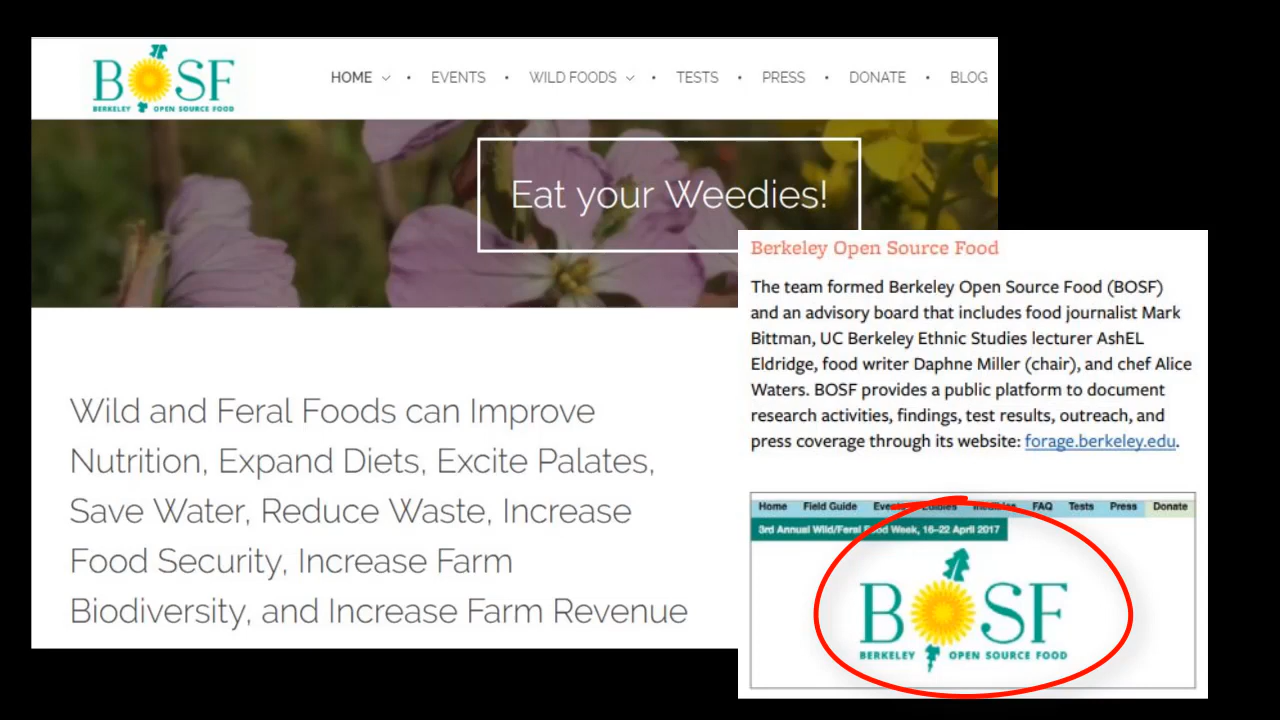 BOSF
BERKELEY OPEN SOURCE FOOD
HOME • EVENTS • WILD FOODS • TESTS • PRESS • DONATE • BLOG
Eat your Weedies!
Wild and Feral Foods can Improve
Nutrition, Expand Diets, Excite Palates,
Save Water, Reduce Waste, Increase
Food Security, Increase Farm
Biodiversity, and Increase Farm Revenue
Berkeley Open Source Food
The team formed Berkeley Open Source Food (BOSF)
and an advisory board that includes food journalist Mark
Bittman, UC Berkeley Ethnic Studies lecturer AshEL
Eldridge, food writer Daphne Miller (chair), and chef Alice
Waters. BOSF provides a public platform to document
research activities, findings, test results, outreach, and
press coverage through its website: forage.berkeley.edu.
Home Field Guide Events Edibles Medicines FAQ Tests Press Donate
3rd Annual Wild/Feral Food Week, 16–22 April 2017
BOSF
BERKELEY OPEN SOURCE FOOD